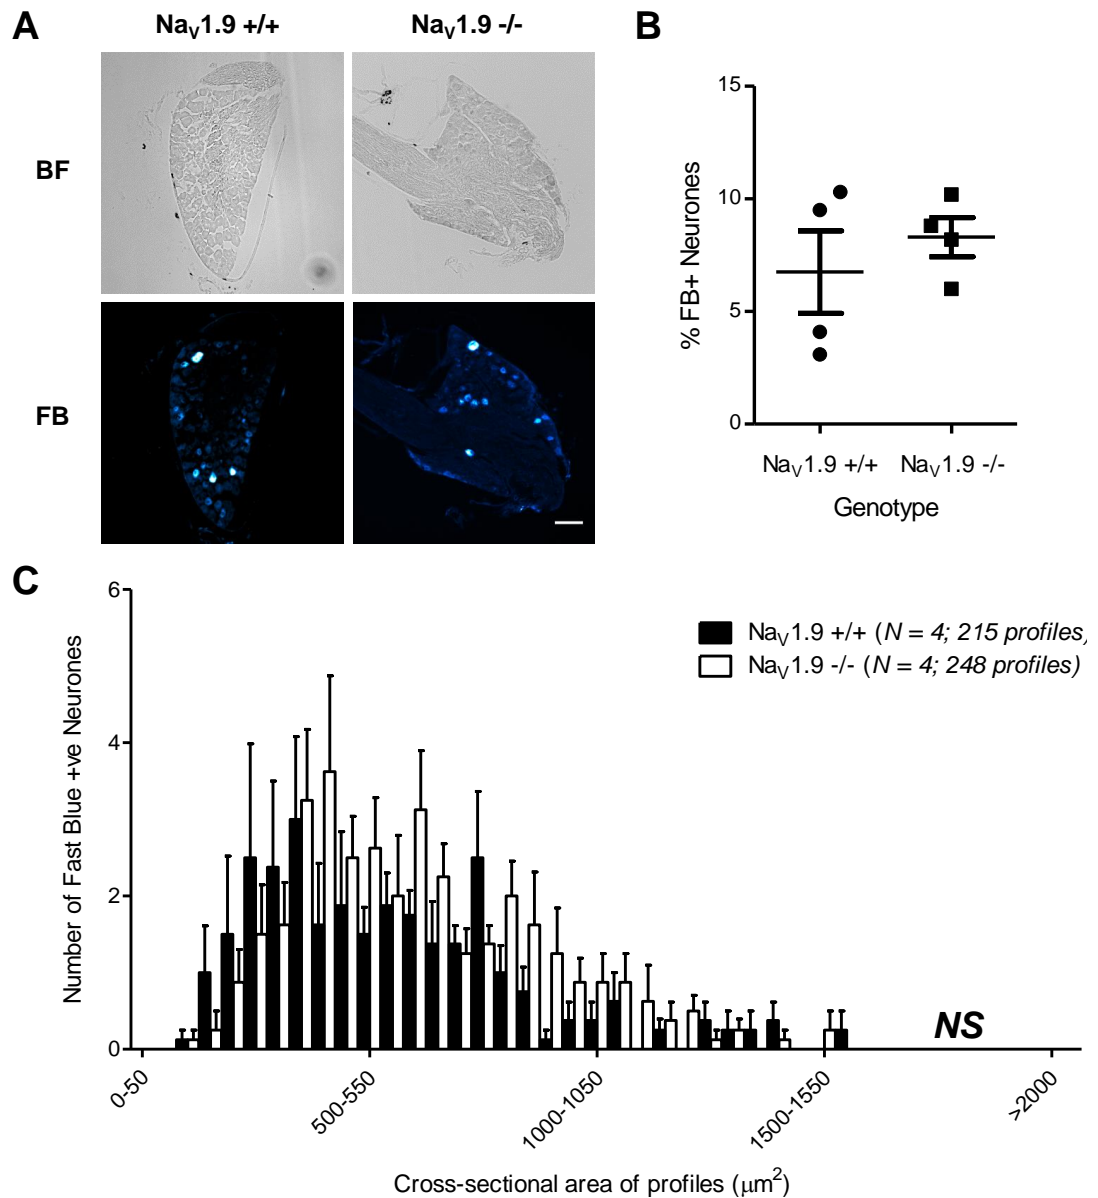 A
NaV1.9 +/+
NaV1.9 -/-
B
BF
FB
15
10
5
0
% FB+ Neurones
NaV1.9 +/+
NaV1.9 -/-
Genotype
C
6
4
2
0
Number of Fast Blue +ve Neurones
NaV1.9 +/+ (N = 4; 215 profiles)
NaV1.9 -/- (N = 4; 248 profiles)
NS
0-50
500-550
1000-1050
1500-1550
>2000
Cross-sectional area of profiles (μm²)